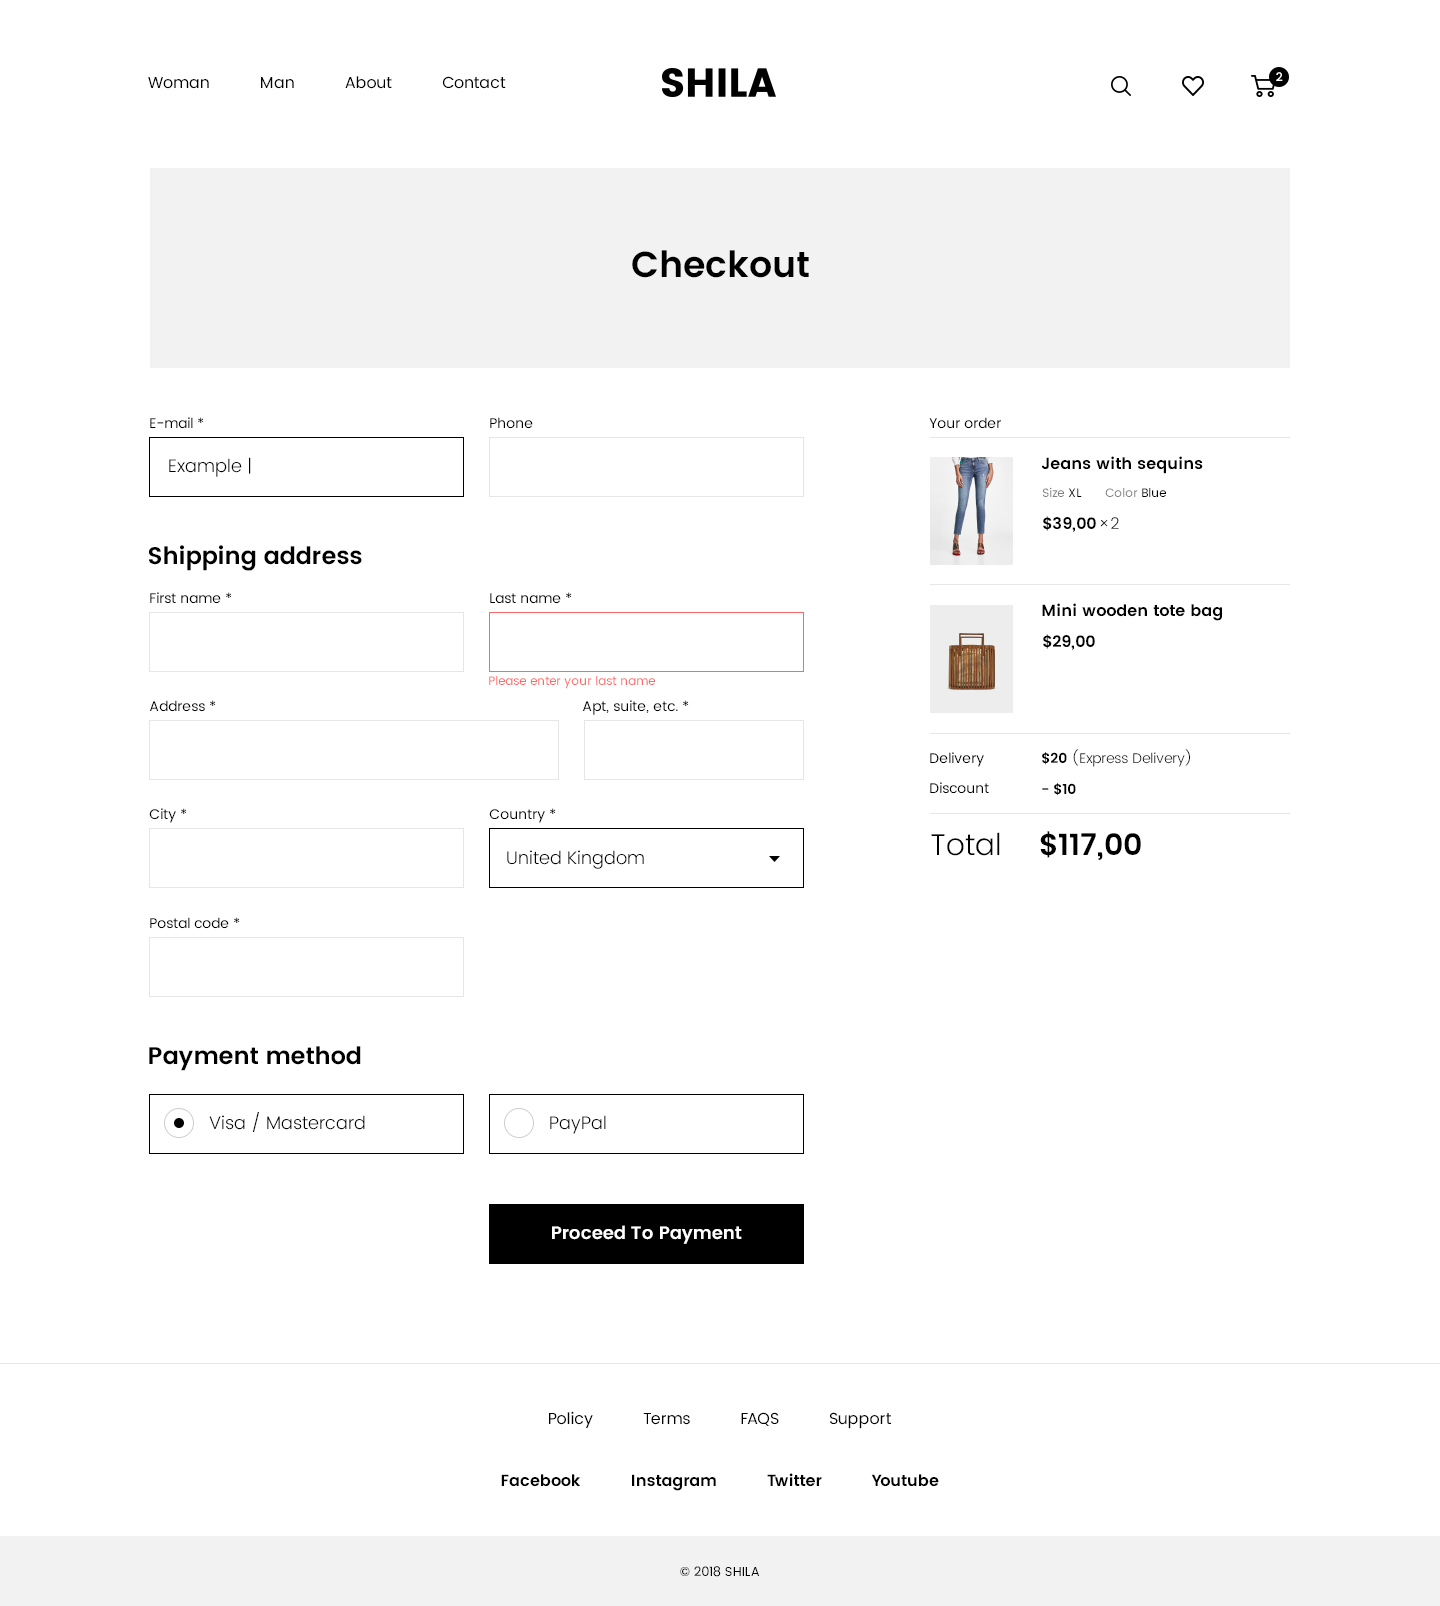 Woman Man About Contact SHILA 2
Checkout
E-mail * Phone
Example |
Shipping address
First name * Last name *
Please enter your last name
Address * Apt, suite, etc. *
City * Country *
United Kingdom
Postal code *
Payment method
Visa / Mastercard PayPal
Proceed To Payment
Your order
Jeans with sequins
Size XL Color Blue
$39,00 ×2
Mini wooden tote bag
$29,00
Delivery $20 (Express Delivery)
Discount - $10
Total $117,00
Policy Terms FAQS Support
Facebook Instagram Twitter Youtube
© 2018 SHILA